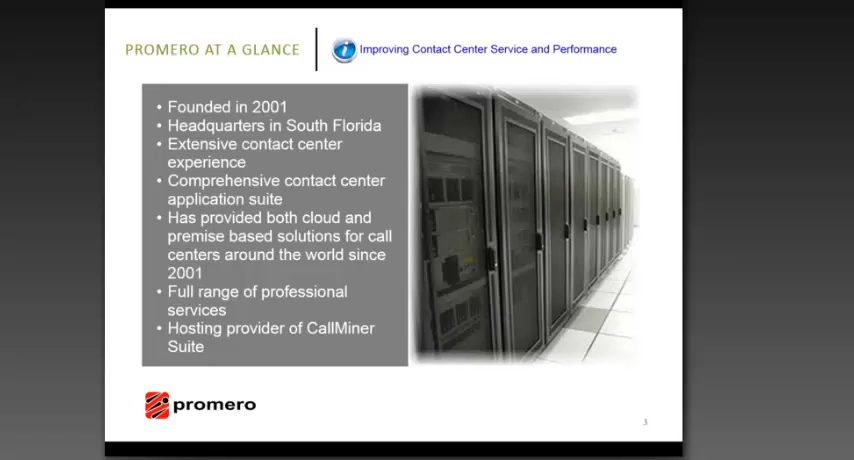 PROMERO AT A GLANCE
Improving Contact Center Service and Performance
• Founded in 2001
• Headquarters in South Florida
• Extensive contact center
experience
• Comprehensive contact center
application suite
• Has provided both cloud and
premise based solutions for call
centers around the world since
2001
• Full range of professional
services
• Hosting provider of CallMiner
Suite
promero
3